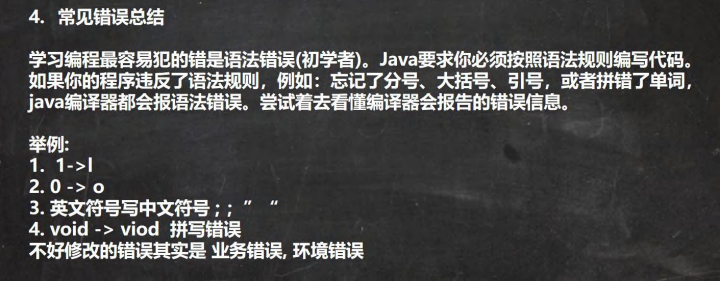 4. 常见错误总结
学习编程最容易犯的错是语法错误(初学者)。Java要求你必须按照语法规则编写代码。
如果你的程序违反了语法规则，例如：忘记了分号、大括号、引号，或者拼错了单词，
java编译器都会报语法错误。尝试着去看懂编译器会报告的错误信息。
举例:
1. 1->l
2. 0 -> o
3. 英文符号写中文符号 ; ；” “
4. void -> viod 拼写错误
不好修改的错误其实是 业务错误, 环境错误